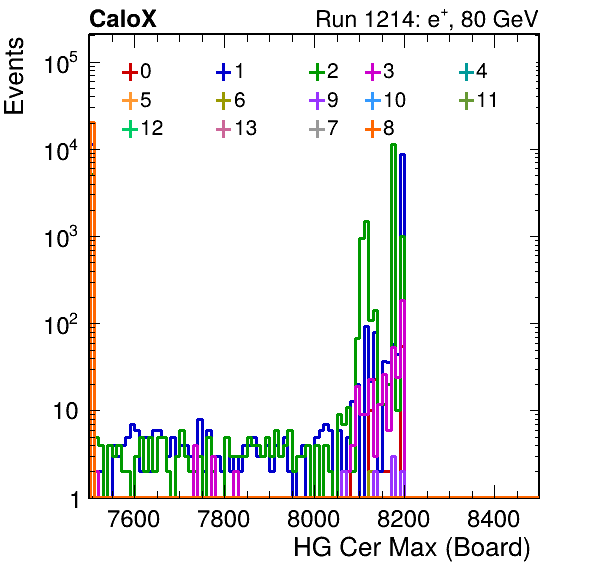 CaloX Run 1214: e⁺, 80 GeV
Events
0 1 2 3 4
5 6 9 10 11
12 13 7 8
10⁵
10⁴
10³
10²
10
1
7600 7800 8000 8200 8400
HG Cer Max (Board)